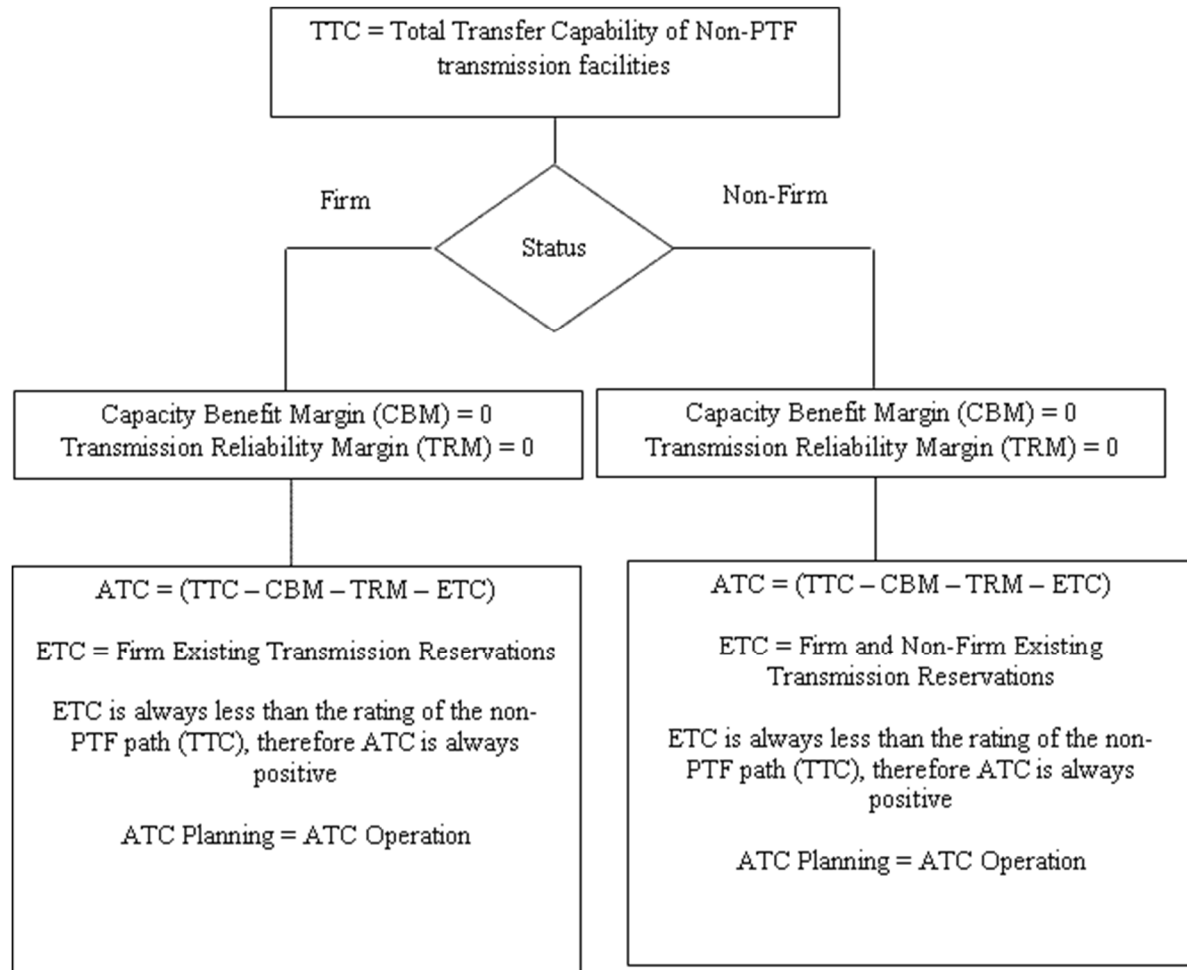 TTC = Total Transfer Capability of Non-PTF
transmission facilities
Firm
Non-Firm
Status
Capacity Benefit Margin (CBM) = 0
Transmission Reliability Margin (TRM) = 0
Capacity Benefit Margin (CBM) = 0
Transmission Reliability Margin (TRM) = 0
ATC = (TTC – CBM – TRM – ETC)
ETC = Firm Existing Transmission Reservations
ETC is always less than the rating of the non-
PTF path (TTC), therefore ATC is always
positive
ATC Planning = ATC Operation
ATC = (TTC – CBM – TRM – ETC)
ETC = Firm and Non-Firm Existing
Transmission Reservations
ETC is always less than the rating of the non-
PTF path (TTC), therefore ATC is always
positive
ATC Planning = ATC Operation